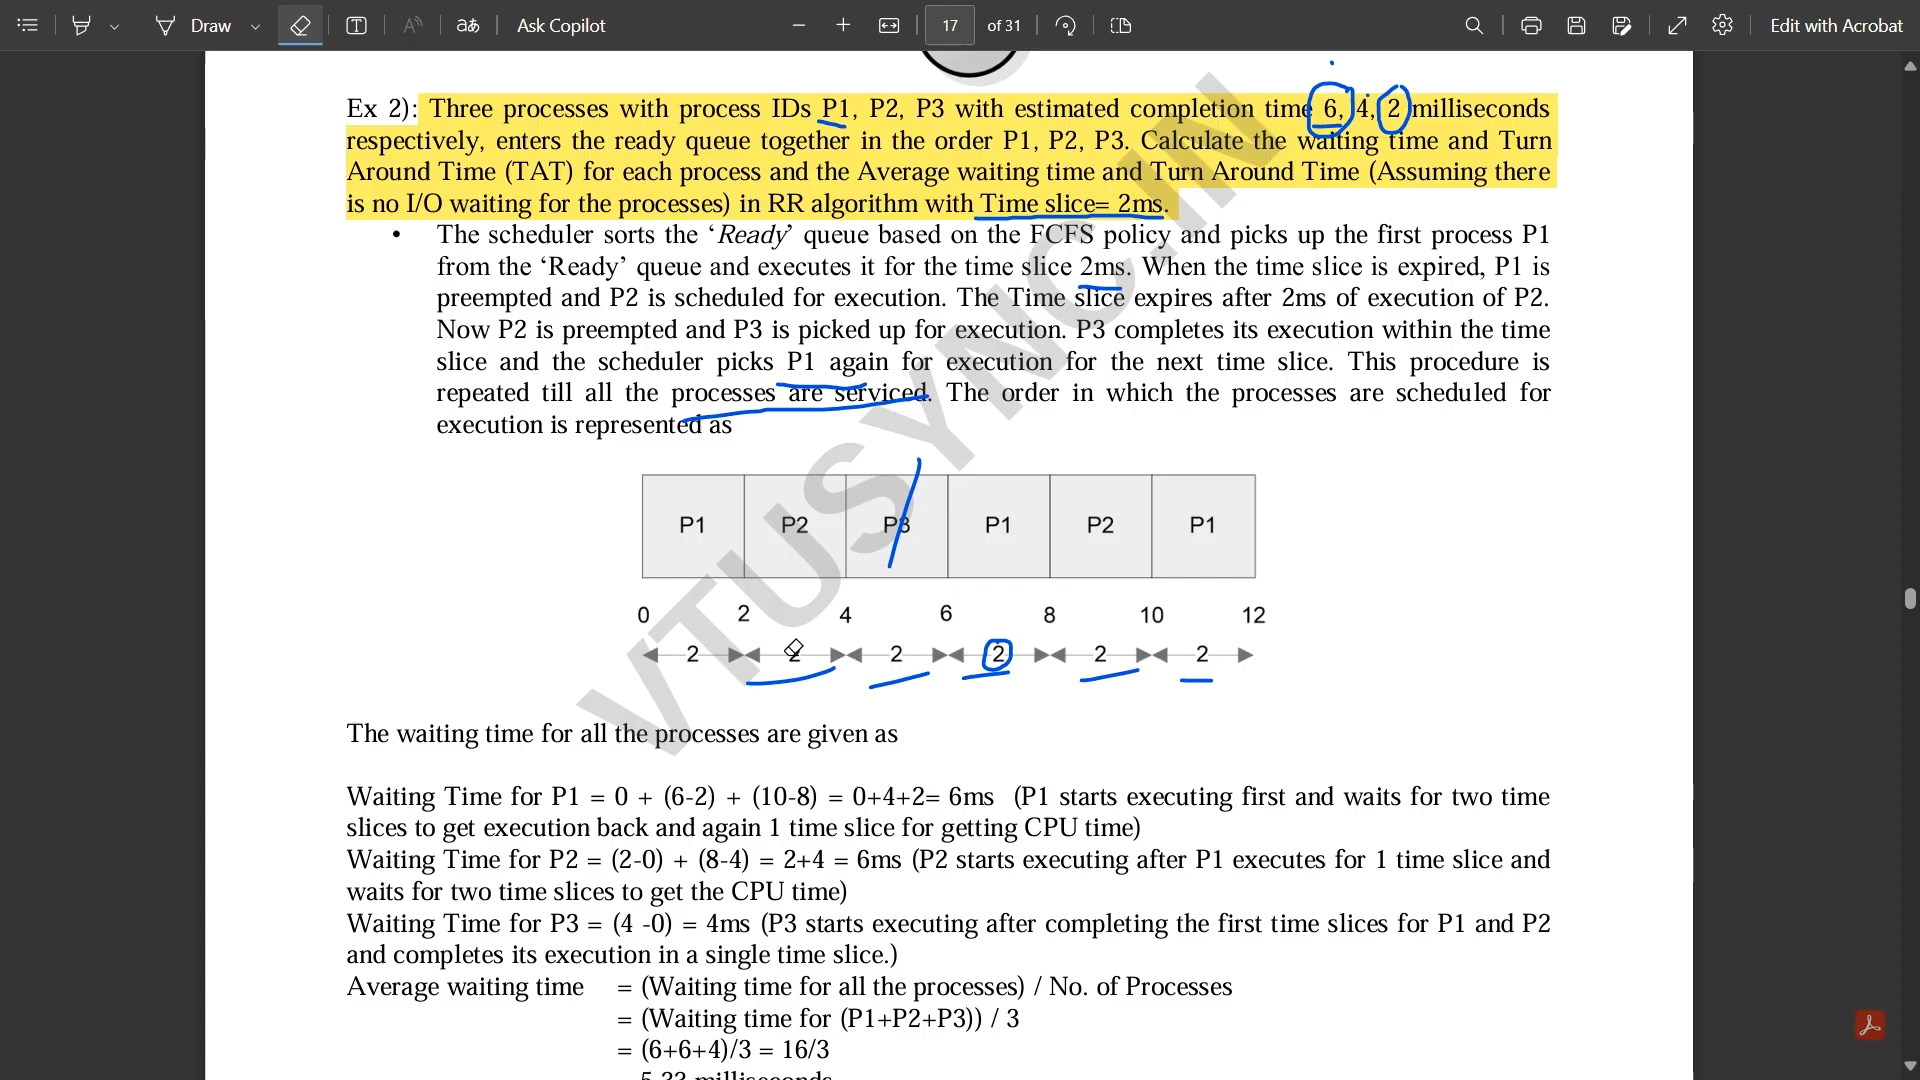 Draw
Ask Copilot
17 of 31
Edit with Acrobat
Ex 2): Three processes with process IDs P1, P2, P3 with estimated completion time 6, 4, 2 milliseconds
respectively, enters the ready queue together in the order P1, P2, P3. Calculate the waiting time and Turn
Around Time (TAT) for each process and the Average waiting time and Turn Around Time (Assuming there
is no I/O waiting for the processes) in RR algorithm with Time slice= 2ms.
• The scheduler sorts the ‘Ready’ queue based on the FCFS policy and picks up the first process P1
from the ‘Ready’ queue and executes it for the time slice 2ms. When the time slice is expired, P1 is
preempted and P2 is scheduled for execution. The Time slice expires after 2ms of execution of P2.
Now P2 is preempted and P3 is picked up for execution. P3 completes its execution within the time
slice and the scheduler picks P1 again for execution for the next time slice. This procedure is
repeated till all the processes are serviced. The order in which the processes are scheduled for
execution is represented as
P1 P2 P3 P1 P2 P1
0 2 4 6 8 10 12
2 2 2 2 2 2
The waiting time for all the processes are given as
Waiting Time for P1 = 0 + (6-2) + (10-8) = 0+4+2= 6ms (P1 starts executing first and waits for two time
slices to get execution back and again 1 time slice for getting CPU time)
Waiting Time for P2 = (2-0) + (8-4) = 2+4 = 6ms (P2 starts executing after P1 executes for 1 time slice and
waits for two time slices to get the CPU time)
Waiting Time for P3 = (4 -0) = 4ms (P3 starts executing after completing the first time slices for P1 and P2
and completes its execution in a single time slice.)
Average waiting time = (Waiting time for all the processes) / No. of Processes
= (Waiting time for (P1+P2+P3)) / 3
= (6+6+4)/3 = 16/3
5.33 milliseconds
VTUSYNC.IN